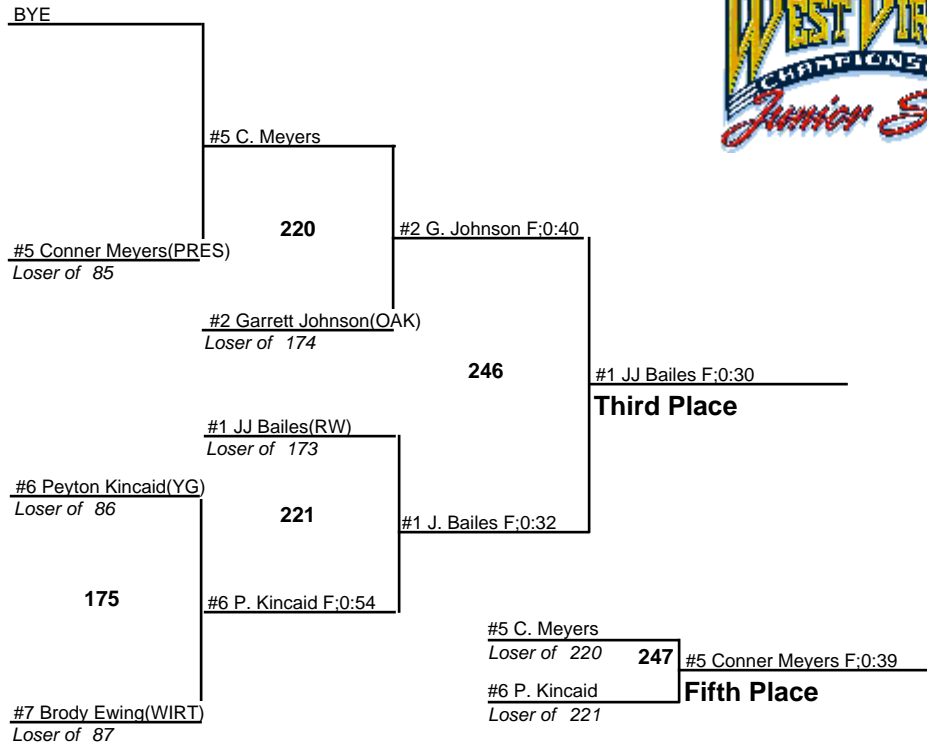 BYE
WEST
CHAMPIONS
Junior
#5 C. Meyers
220
#2 G. Johnson F;0:40
#5 Conner Meyers(PRES)
Loser of 85
#2 Garrett Johnson(OAK)
Loser of 174
246
#1 JJ Bailes F;0:30
Third Place
#1 JJ Bailes(RW)
Loser of 173
#6 Peyton Kincaid(YG)
Loser of 86
221
#1 J. Bailes F;0:32
175
#6 P. Kincaid F;0:54
#5 C. Meyers
Loser of 220
247
#5 Conner Meyers F;0:39
#6 P. Kincaid
Fifth Place
Loser of 221
#7 Brody Ewing(WIRT)
Loser of 87